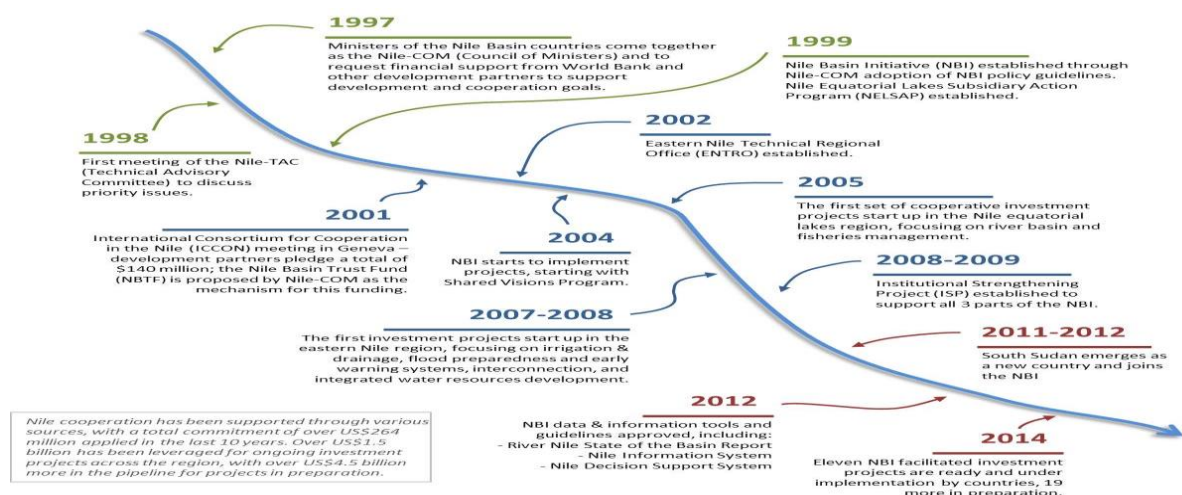 1997
Ministers of the Nile Basin countries come together
as the Nile-COM (Council of Ministers) and to
request financial support from World Bank and
other development partners to support
development and cooperation goals.
1998
First meeting of the Nile-TAC
(Technical Advisory
Committee) to discuss
priority issues.
1999
Nile Basin Initiative (NBI) established through
Nile-COM adoption of NBI policy guidelines.
Nile Equatorial Lakes Subsidiary Action
Program (NELSAP) established.
2001
International Consortium for Cooperation
in the Nile (ICCON) meeting in Geneva –
development partners pledge a total of
$140 million; the Nile Basin Trust Fund
(NBTF) is proposed by Nile-COM as the
mechanism for this funding.
2002
Eastern Nile Technical Regional
Office (ENTRO) established.
2004
NBI starts to implement
projects, starting with
Shared Visions Program.
2005
The first set of cooperative investment
projects start up in the Nile equatorial
lakes region, focusing on river basin and
fisheries management.
2007-2008
The first investment projects start up in the
eastern Nile region, focusing on irrigation &
drainage, flood preparedness and early
warning systems, interconnection, and
integrated water resources development.
2008-2009
Institutional Strengthening
Project (ISP) established to
support all 3 parts of the NBI.
2011-2012
South Sudan emerges as
a new country and joins
the NBI
2012
NBI data & information tools and
guidelines approved, including:
- River Nile State of the Basin Report
- Nile Information System
- Nile Decision Support System
2014
Eleven NBI facilitated investment
projects are ready and under
implementation by countries, 19
more in preparation.
Nile cooperation has been supported through various
sources, with a total commitment of over US$264
million applied in the last 10 years. Over US$1.5
billion has been leveraged for ongoing investment
projects across the region, with over US$4.5 billion
more in the pipeline for projects in preparation.